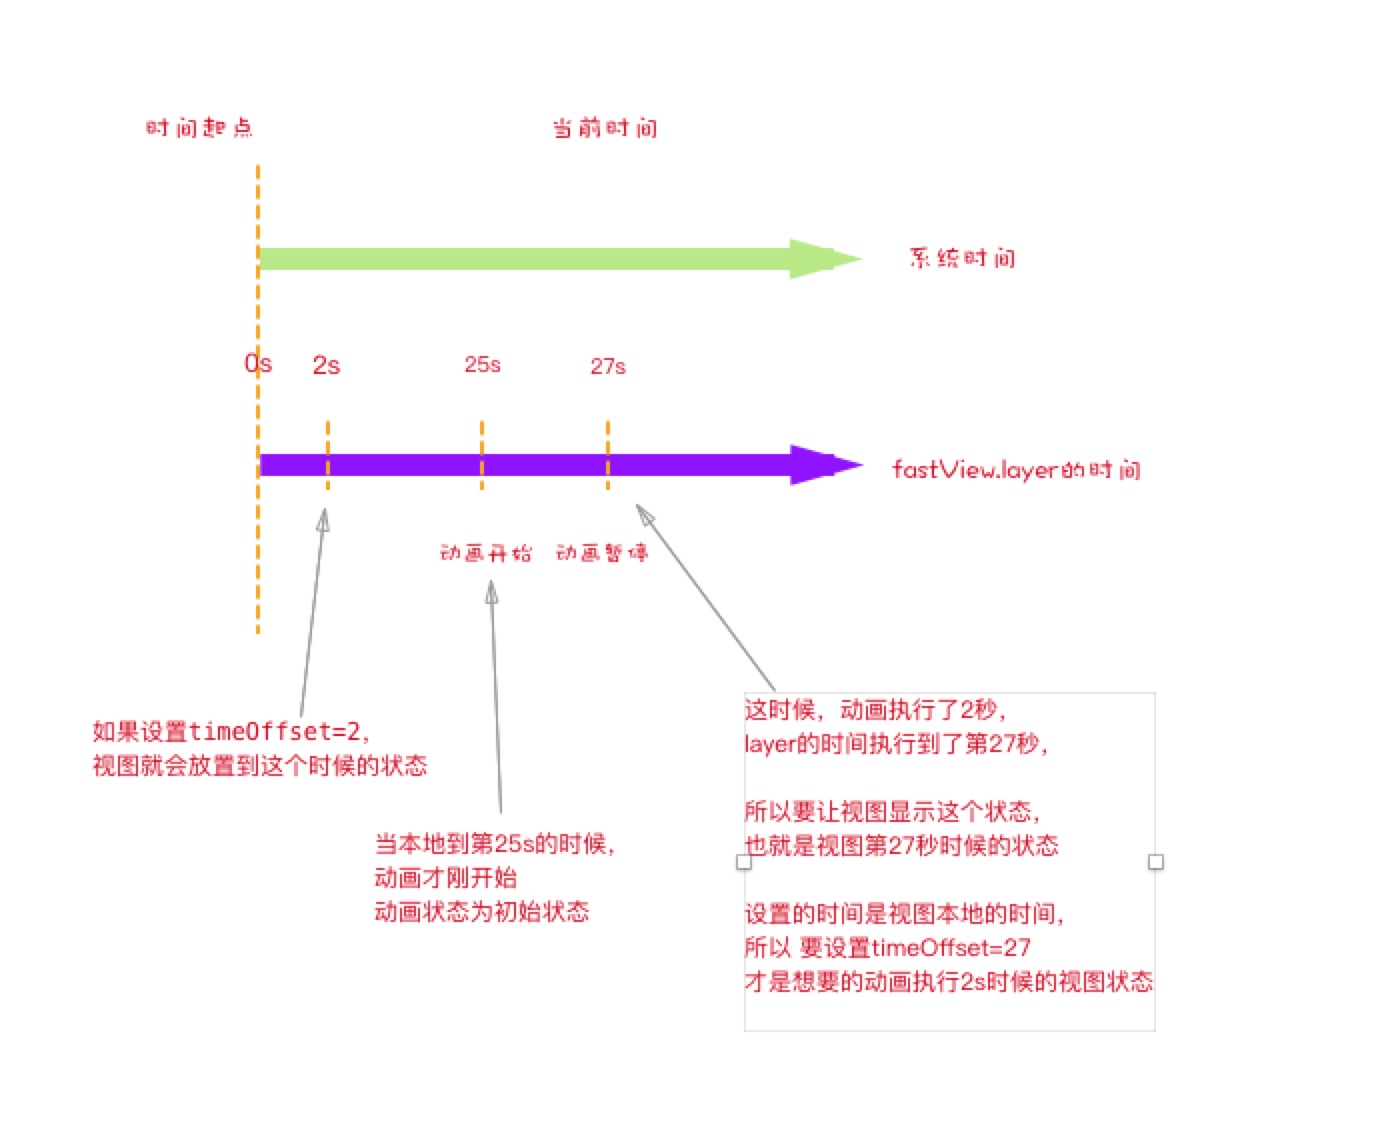 时间起点
当前时间
系统时间
0s
2s
25s
27s
fastView.layer的时间
动画开始
动画暂停
如果设置timeOffset=2，
视图就会放置到这个时候的状态
当本地到第25s的时候，
动画才刚开始
动画状态为初始状态
这时候，动画执行了2秒，
layer的时间执行到了第27秒，
所以要让视图显示这个状态，
也就是视图第27秒时候的状态
设置的时间是视图本地的时间，
所以 要设置timeOffset=27
才是想要的动画执行2s时候的视图状态